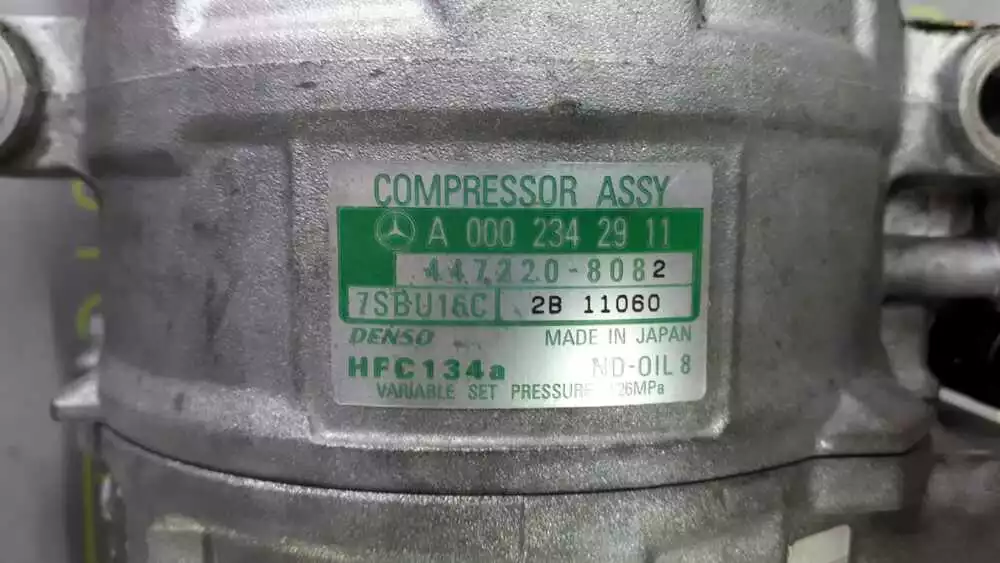 COMPRESSOR ASSY
A 000 234 29 11
447220-8082
7SBU16C 2B 11060
DENSO MADE IN JAPAN
HFC134a ND-OIL 8
VARIABLE SET PRESSURE 26MPa